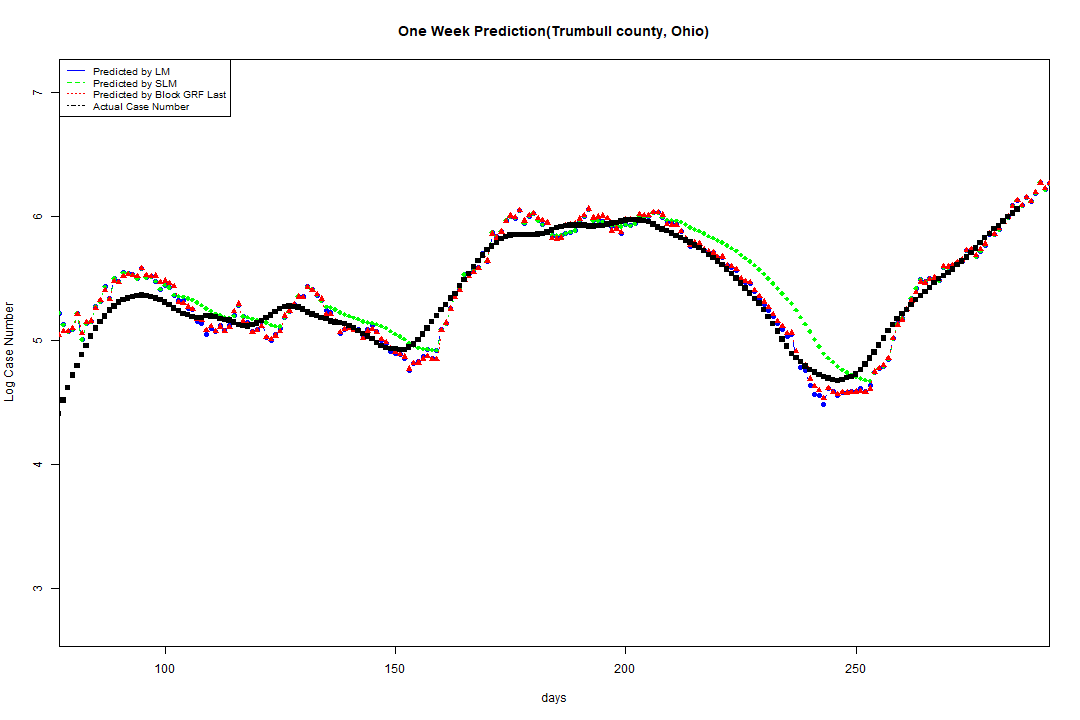 One Week Prediction(Trumbull county, Ohio)
Predicted by LM
Predicted by SLM
Predicted by Block GRF Last
Actual Case Number
7
6
5
4
3
Log Case Number
100 150 200 250
days